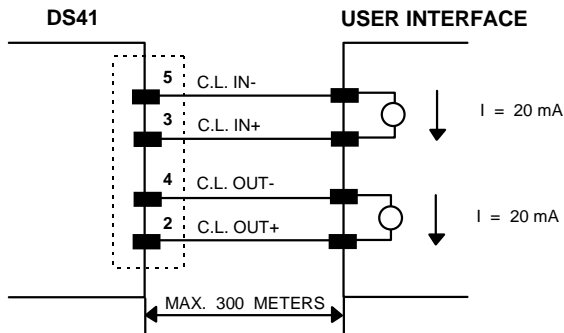 DS41 USER INTERFACE
5 C.L. IN-
I = 20 mA
3 C.L. IN+
4 C.L. OUT-
I = 20 mA
2 C.L. OUT+
MAX. 300 METERS